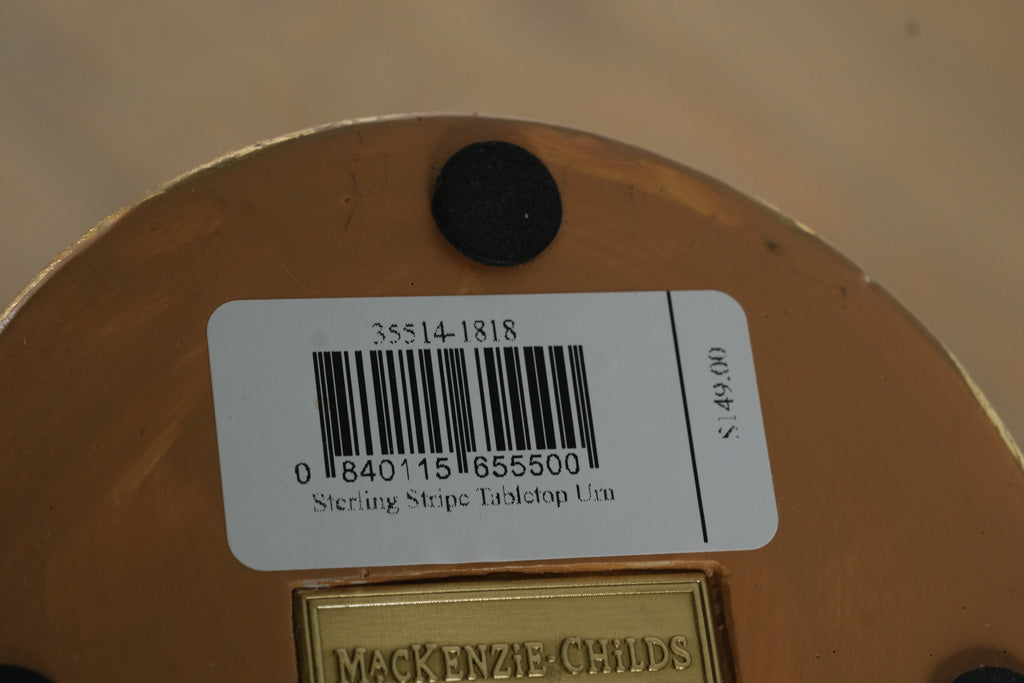 35514-1818
0 840115 655500
Sterling Stripe Tabletop Urn
$149.00
MACKENZiE-CHiLDS